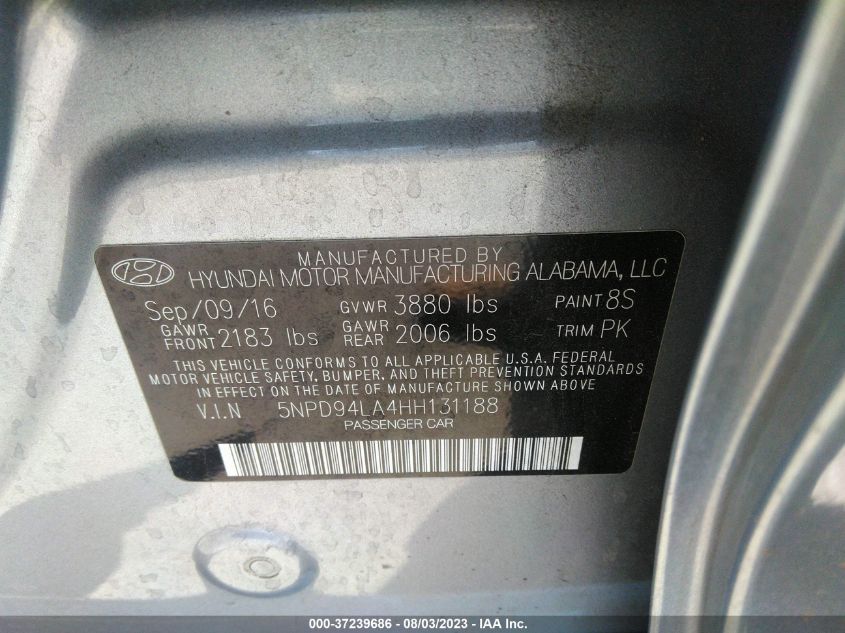 MANUFACTURED BY
HYUNDAI MOTOR MANUFACTURING ALABAMA, LLC
Sep/09/16 GVWR 3880 lbs PAINT 8S
GAWR FRONT 2183 lbs GAWR REAR 2006 lbs TRIM PK
THIS VEHICLE CONFORMS TO ALL APPLICABLE U.S.A. FEDERAL
MOTOR VEHICLE SAFETY, BUMPER, AND THEFT PREVENTION STANDARDS
IN EFFECT ON THE DATE OF MANUFACTURE SHOWN ABOVE
V.I.N 5NPD94LA4HH131188
PASSENGER CAR
000-37239686 - 08/03/2023 - IAA Inc.